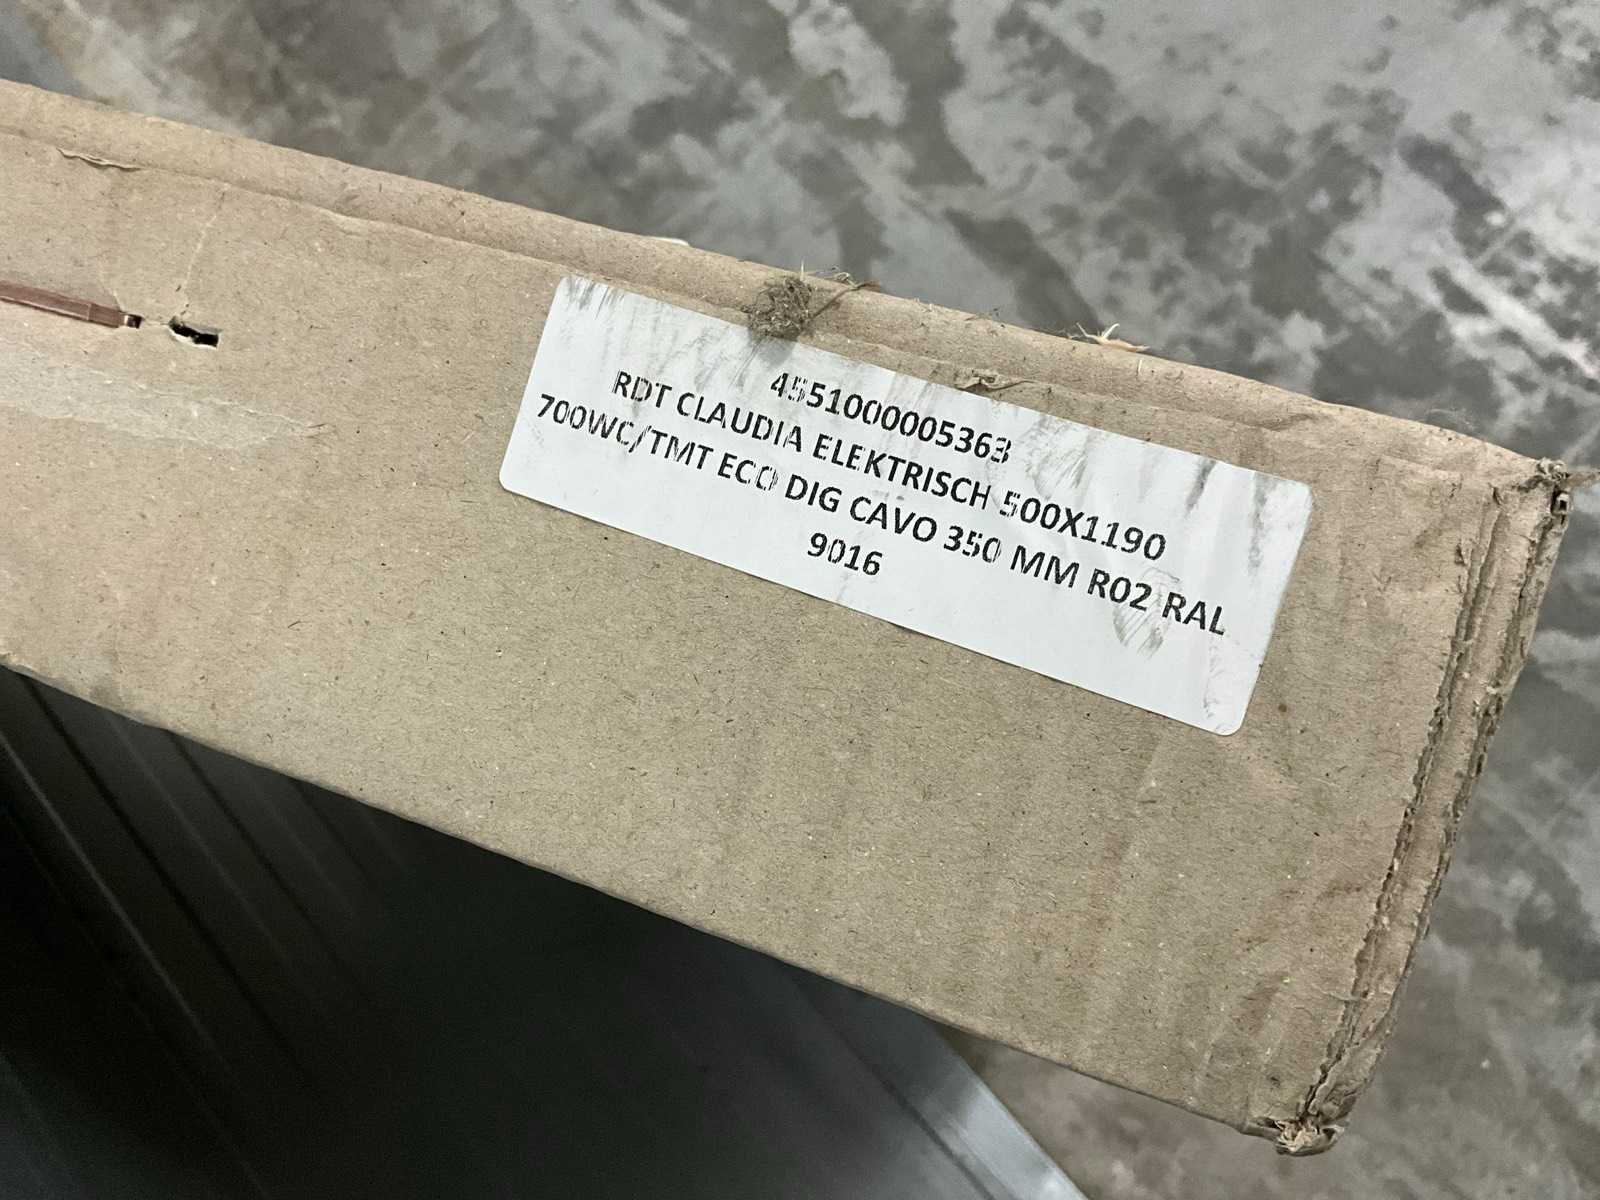 4551000005363
RDT CLAUDIA ELEKTRISCH 500X1190
700WC/TMT ECO DIG CAVO 350 MM R02 RAL
9016